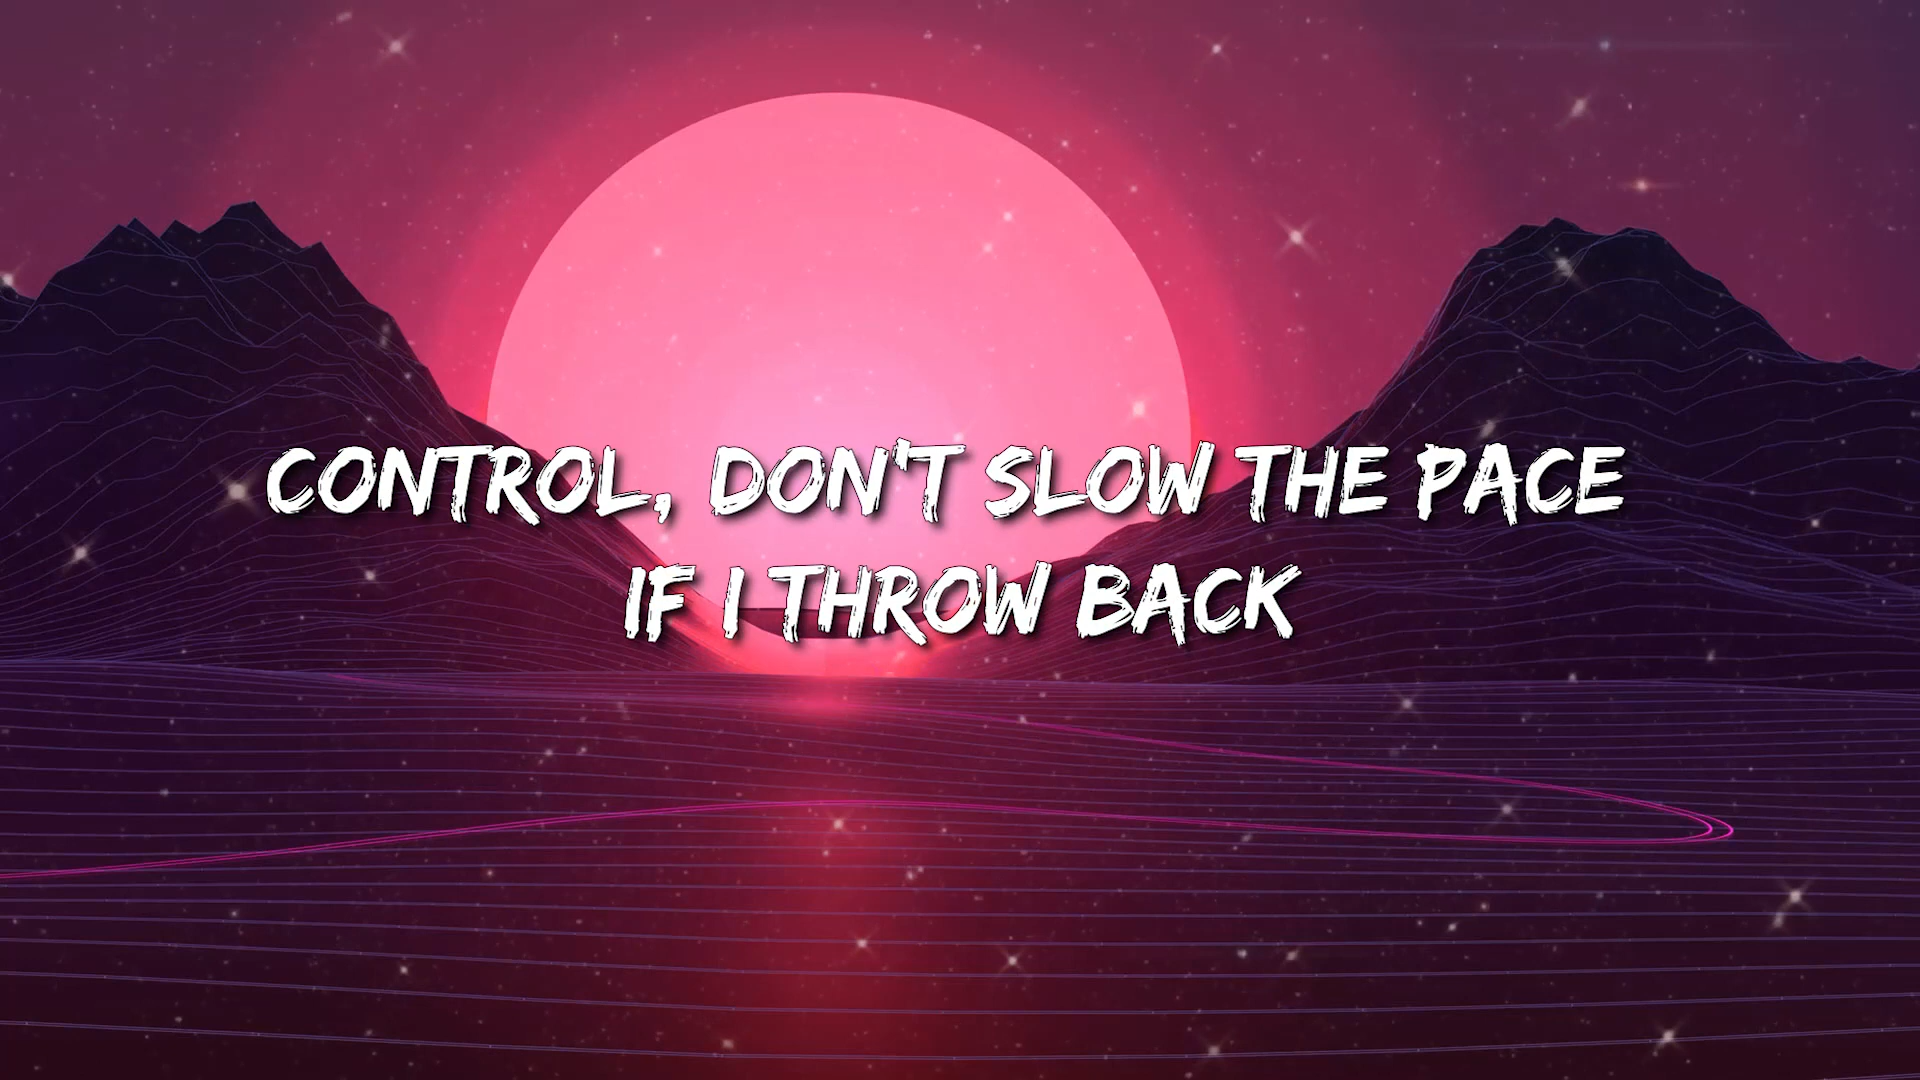 CONTROL, DON'T SLOW THE PACE
IF I THROW BACK